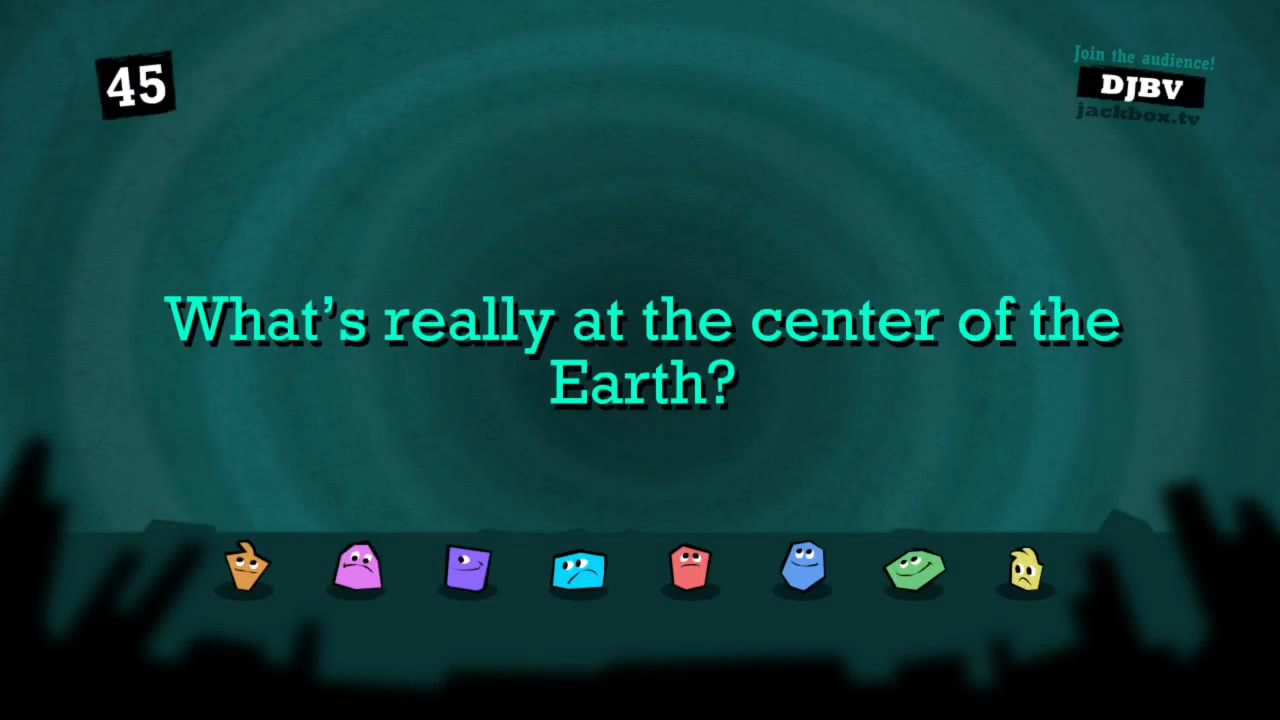 45
Join the audience!
DJBV
jackbox.tv
What's really at the center of the
Earth?